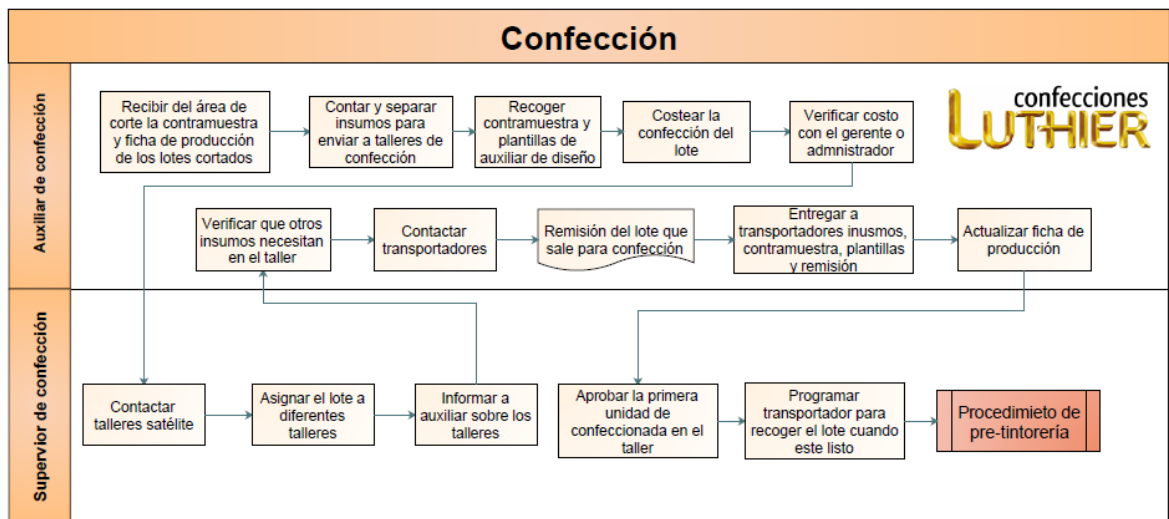 Confección
Auxiliar de confección
Recibir del área de
corte la contramuestra
y ficha de producción
de los lotes cortados
Contar y separar
insumos para
enviar a talleres de
confección
Recoger
contramuestra y
plantillas de
auxiliar de diseño
Costear la
confección del
lote
Verificar costo
con el gerente o
admnistrador
confecciones
LUTHIER
Verificar que otros
insumos necesitan
en el taller
Contactar
transportadores
Remisión del lote que
sale para confección
Entregar a
transportadores inusmos,
contramuestra, plantillas
y remisión
Actualizar ficha de
producción
Supervisor de confección
Contactar
talleres satélite
Asignar el lote a
diferentes
talleres
Informar a
auxiliar sobre los
talleres
Aprobar la primera
unidad de
confeccionada en el
taller
Programar
transportador para
recoger el lote cuando
este listo
Procedimieto de
pre-tintorería